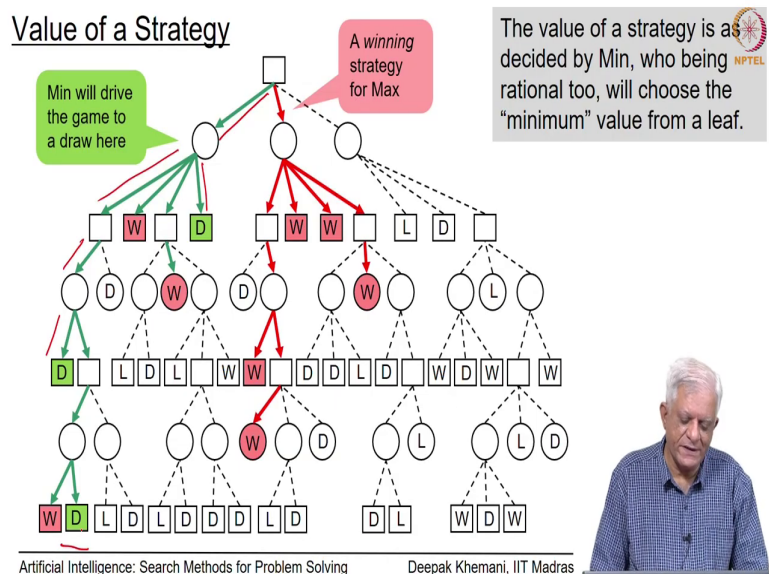 Value of a Strategy
A winning
strategy
for Max
The value of a strategy is as
decided by Min, who being
rational too, will choose the
“minimum” value from a leaf.
NPTEL
Min will drive
the game to
a draw here
W D W W L D
D W D W L
D L D L W W D D L D W D W W
W D L L D
W D L D L D D D L D D L W D W
Artificial Intelligence: Search Methods for Problem Solving
Deepak Khemani, IIT Madras